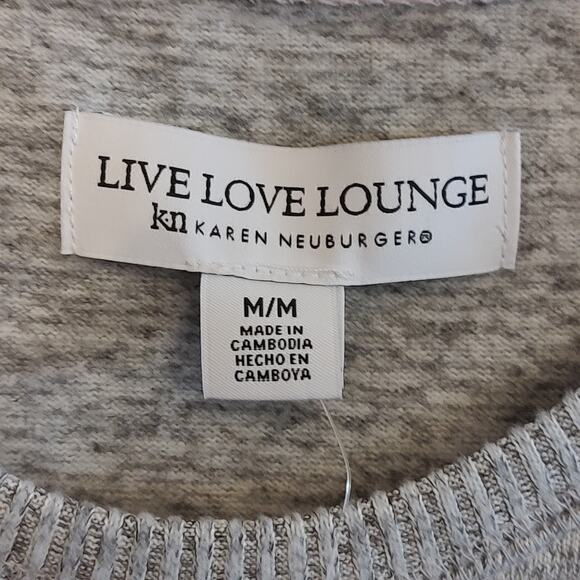 LIVE LOVE LOUNGE
kn KAREN NEUBURGER®
M/M
MADE IN
CAMBODIA
HECHO EN
CAMBOYA